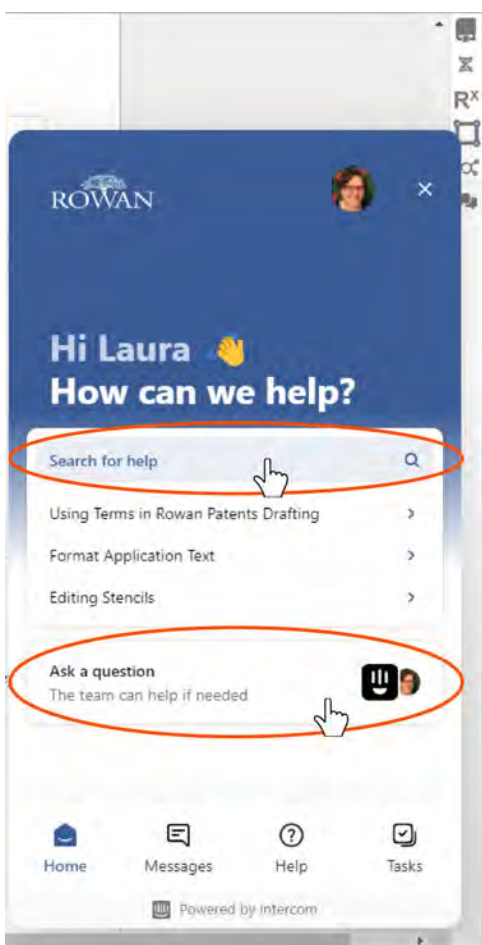 Rx
ROWAN
Hi Laura 👋
How can we help?
Search for help
Using Terms in Rowan Patents Drafting
Format Application Text
Editing Stencils
Ask a question
The team can help if needed
Home Messages Help Tasks
Powered by Intercom